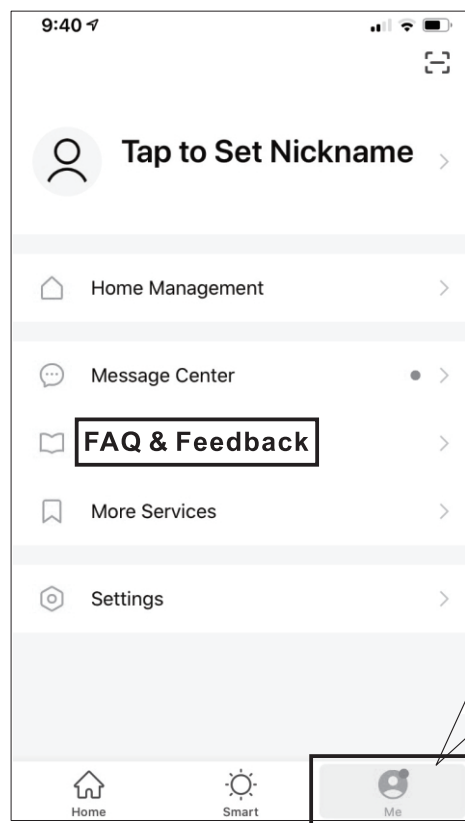 9:40
Tap to Set Nickname
Home Management
Message Center
FAQ & Feedback
More Services
Settings
Home
Smart
Me